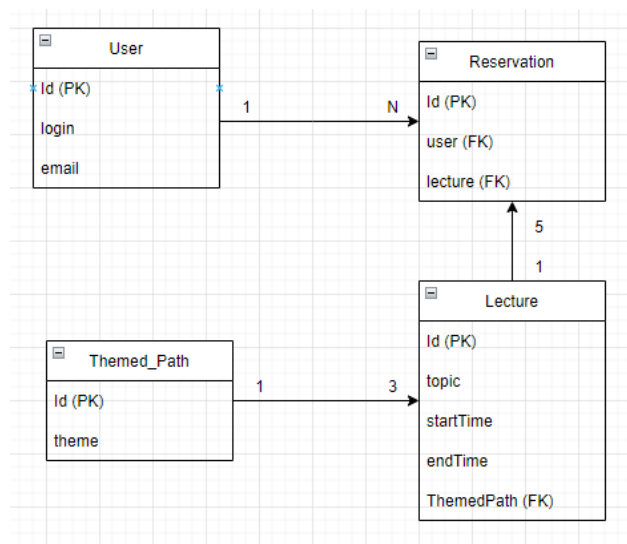 User
Id (PK)
login
email
1
N
Reservation
Id (PK)
user (FK)
lecture (FK)
5
1
Themed_Path
Id (PK)
theme
1
3
Lecture
Id (PK)
topic
startTime
endTime
ThemedPath (FK)